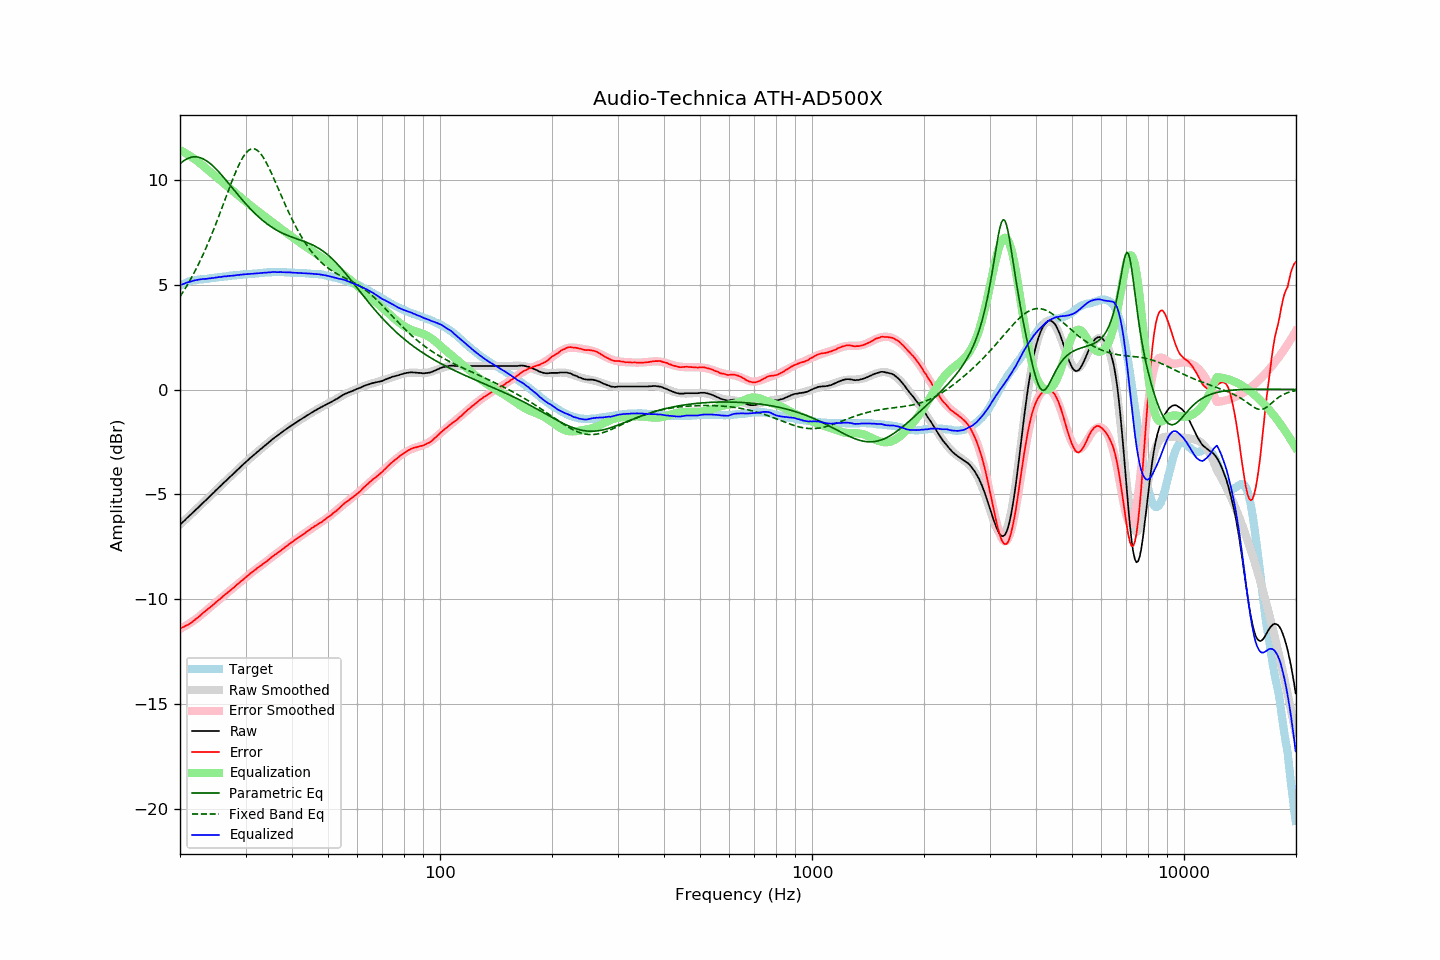 Audio-Technica ATH-AD500X
Amplitude (dBr)
10
5
0
−5
−10
−15
−20
Target
Raw Smoothed
Error Smoothed
Raw
Error
Equalization
Parametric Eq
Fixed Band Eq
Equalized
100
1000
10000
Frequency (Hz)